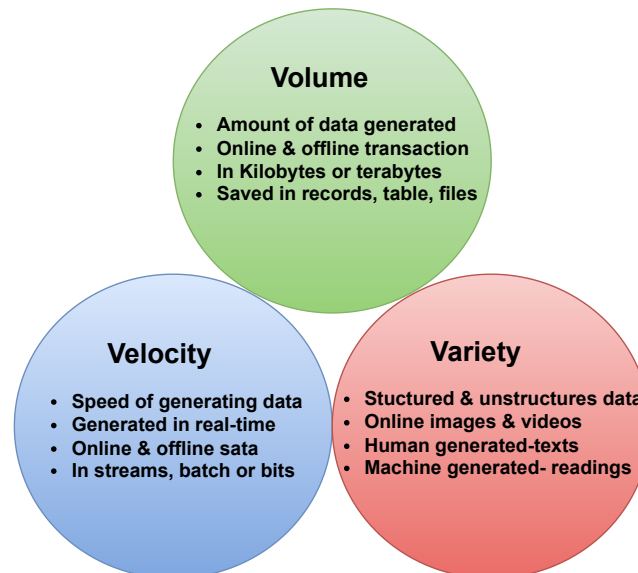 Volume
• Amount of data generated
• Online & offline transaction
• In Kilobytes or terabytes
• Saved in records, table, files
Velocity
• Speed of generating data
• Generated in real-time
• Online & offline sata
• In streams, batch or bits
Variety
• Stuctured & unstructures data
• Online images & videos
• Human generated-texts
• Machine generated- readings